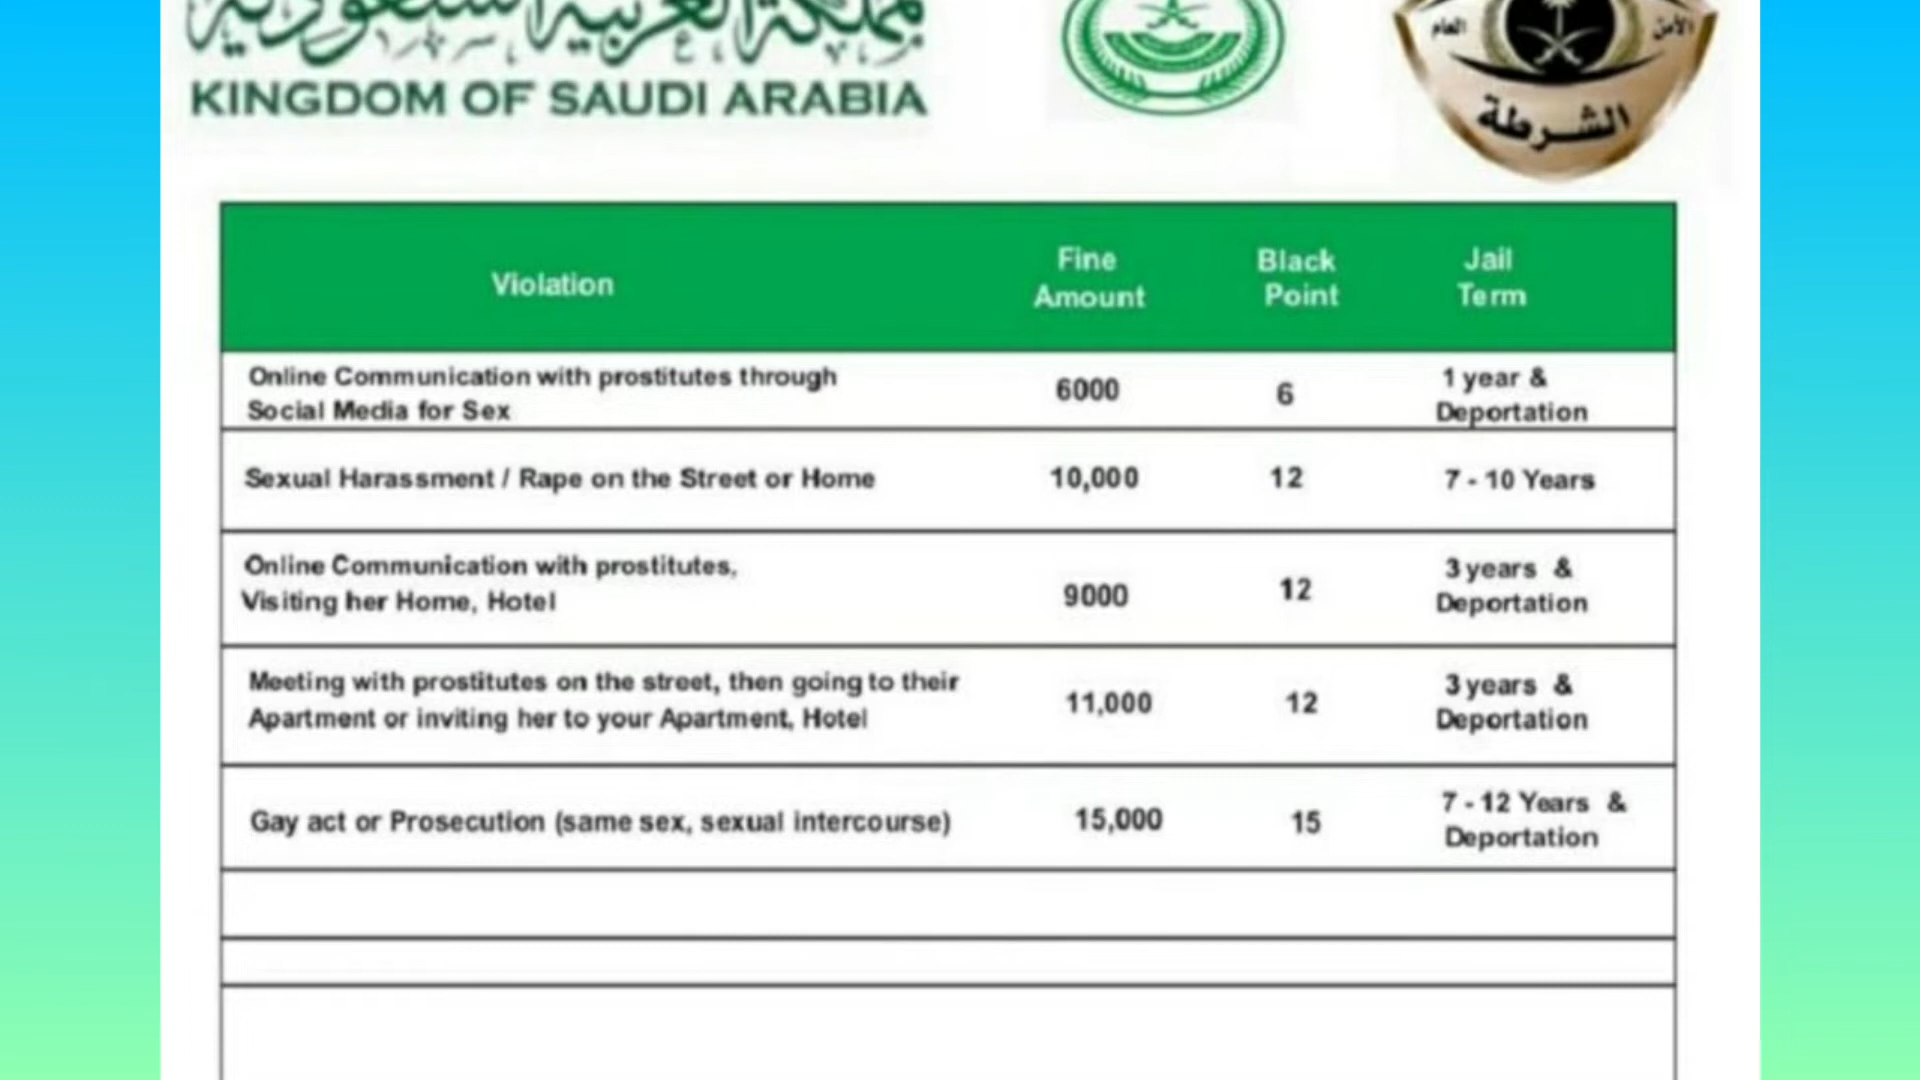 المملكة العربية السعودية
KINGDOM OF SAUDI ARABIA
الأمن العام
الشرطة
Violation Fine Amount Black Point Jail Term
Online Communication with prostitutes through
Social Media for Sex 6000 6 1 year &
Deportation
Sexual Harassment / Rape on the Street or Home 10,000 12 7 - 10 Years
Online Communication with prostitutes,
Visiting her Home, Hotel 9000 12 3 years &
Deportation
Meeting with prostitutes on the street, then going to their
Apartment or inviting her to your Apartment, Hotel 11,000 12 3 years &
Deportation
Gay act or Prosecution (same sex, sexual intercourse) 15,000 15 7 - 12 Years &
Deportation